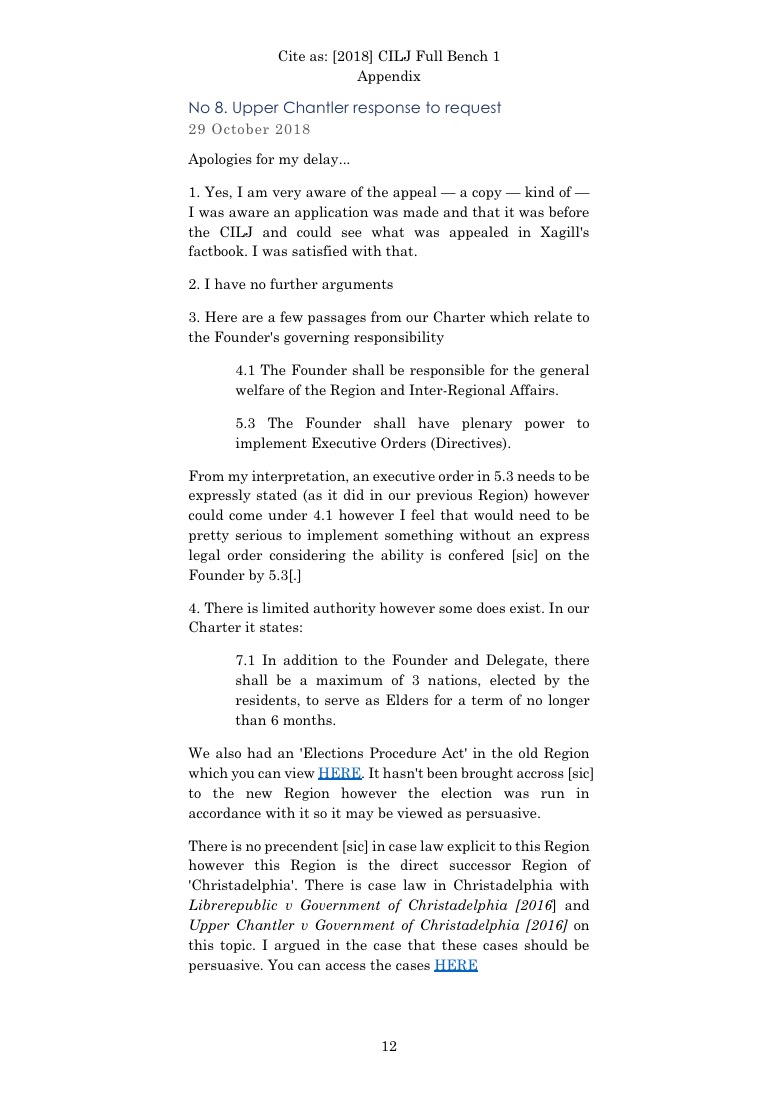 Cite as: [2018] CILJ Full Bench 1
Appendix
No 8. Upper Chantler response to request
29 October 2018
Apologies for my delay...
1. Yes, I am very aware of the appeal — a copy — kind of —
I was aware an application was made and that it was before
the CILJ and could see what was appealed in Xagill's
factbook. I was satisfied with that.
2. I have no further arguments
3. Here are a few passages from our Charter which relate to
the Founder's governing responsibility
4.1 The Founder shall be responsible for the general
welfare of the Region and Inter-Regional Affairs.
5.3 The Founder shall have plenary power to
implement Executive Orders (Directives).
From my interpretation, an executive order in 5.3 needs to be
expressly stated (as it did in our previous Region) however
could come under 4.1 however I feel that would need to be
pretty serious to implement something without an express
legal order considering the ability is confered [sic] on the
Founder by 5.3[.]
4. There is limited authority however some does exist. In our
Charter it states:
7.1 In addition to the Founder and Delegate, there
shall be a maximum of 3 nations, elected by the
residents, to serve as Elders for a term of no longer
than 6 months.
We also had an 'Elections Procedure Act' in the old Region
which you can view HERE. It hasn't been brought accross [sic]
to the new Region however the election was run in
accordance with it so it may be viewed as persuasive.
There is no precendent [sic] in case law explicit to this Region
however this Region is the direct successor Region of
'Christadelphia'. There is case law in Christadelphia with
Librerepublic v Government of Christadelphia [2016] and
Upper Chantler v Government of Christadelphia [2016] on
this topic. I argued in the case that these cases should be
persuasive. You can access the cases HERE
12